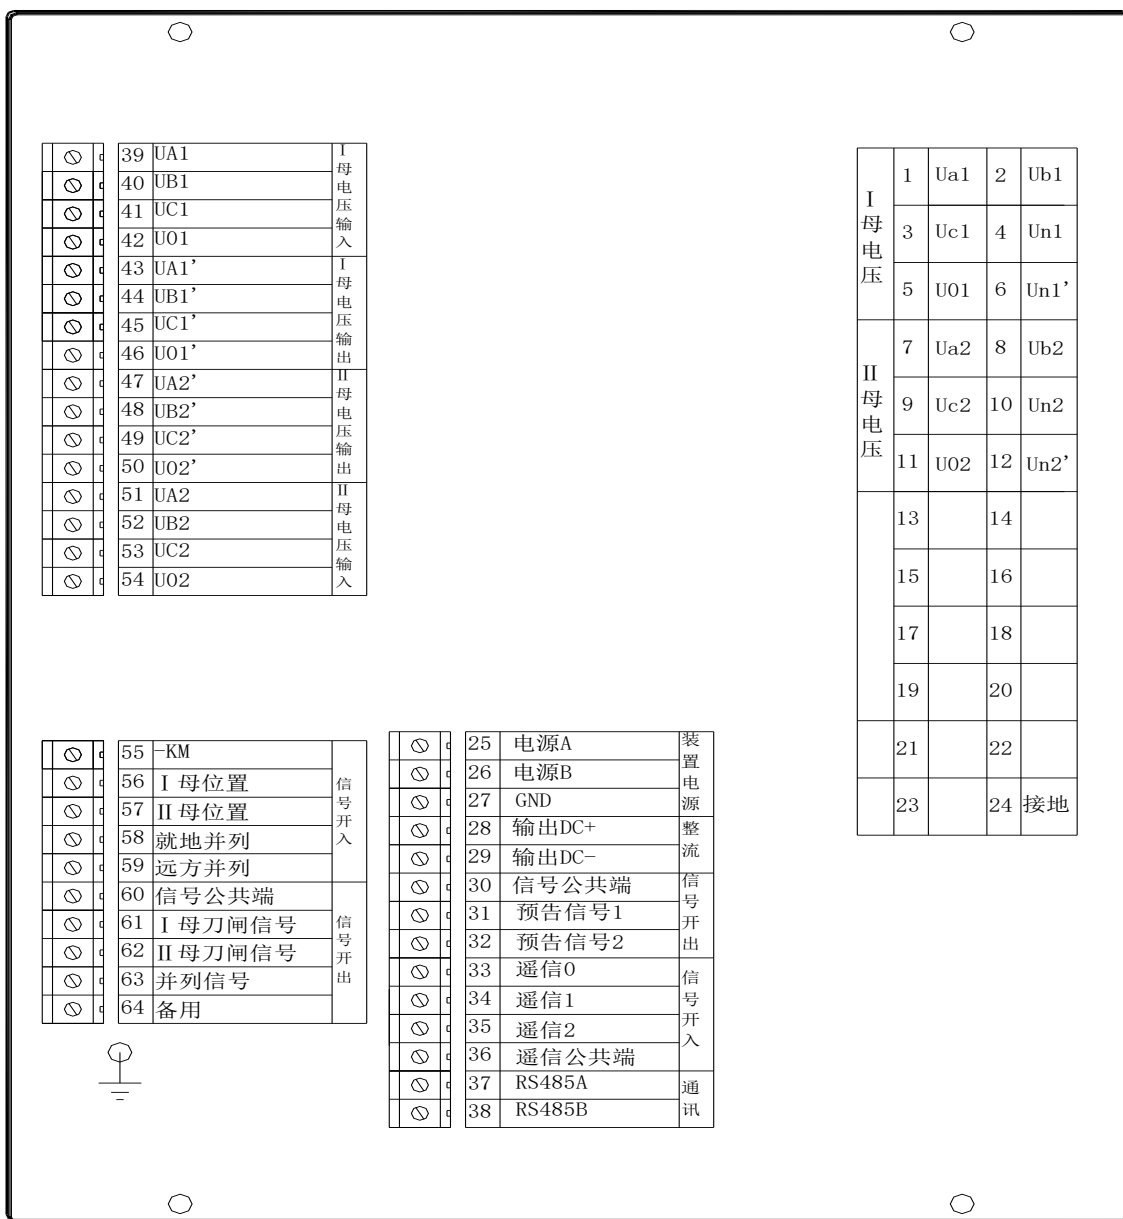 39 UA1
40 UB1
41 UC1
42 U01
I母电压输入
43 UA1’
44 UB1’
45 UC1’
46 U01’
I母电压输出
47 UA2’
48 UB2’
49 UC2’
50 U02’
II母电压输出
51 UA2
52 UB2
53 UC2
54 U02
II母电压输入
I母电压
1 Ua1 2 Ub1
3 Uc1 4 Un1
5 U01 6 Un1’
II母电压
7 Ua2 8 Ub2
9 Uc2 10 Un2
11 U02 12 Un2’
13 14
15 16
17 18
19 20
21 22
23 24 接地
55 -KM
56 I母位置
57 II母位置
58 就地并列
59 远方并列
信号开入
60 信号公共端
61 I母刀闸信号
62 II母刀闸信号
63 并列信号
64 备用
信号开出
25 电源A
26 电源B
27 GND
装置电源
28 输出DC+
29 输出DC-
整流
30 信号公共端
31 预告信号1
32 预告信号2
信号开出
33 遥信0
34 遥信1
35 遥信2
36 遥信公共端
信号开入
37 RS485A
38 RS485B
通讯